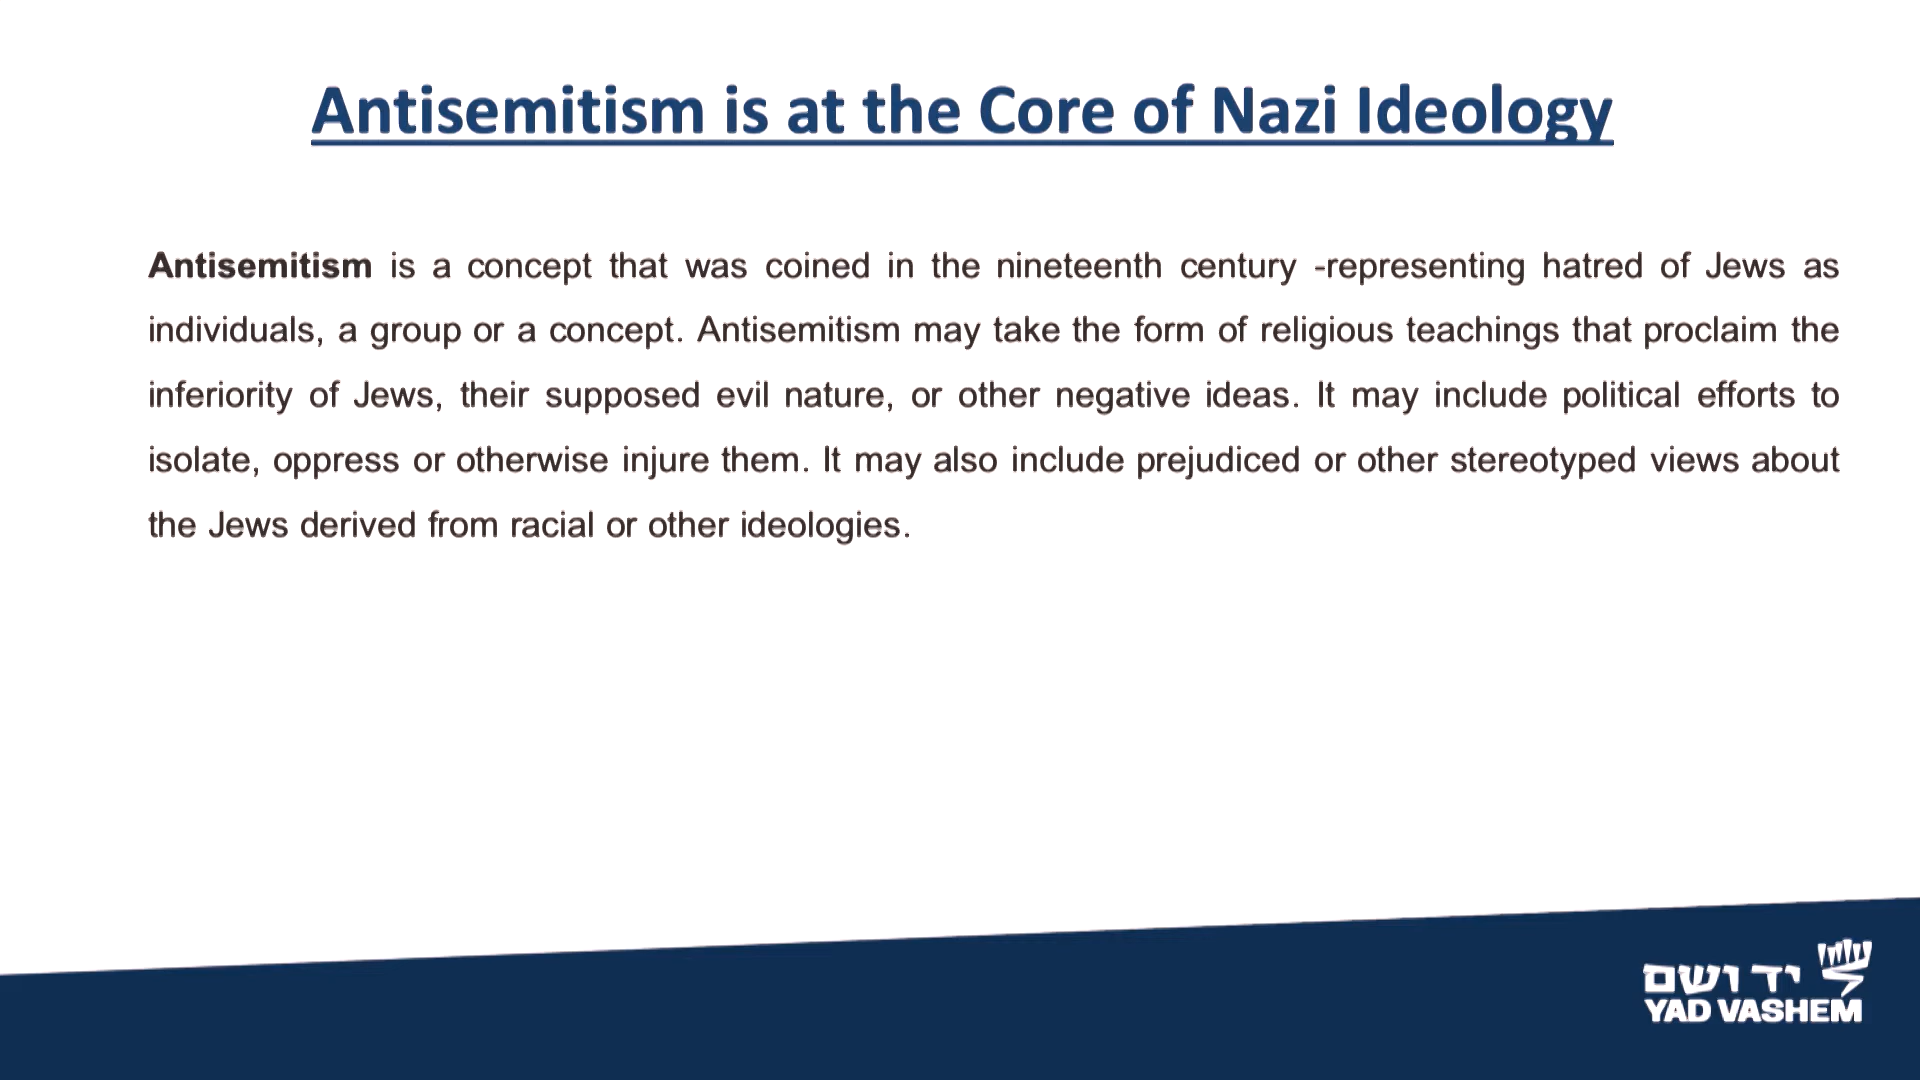 Antisemitism is at the Core of Nazi Ideology
Antisemitism is a concept that was coined in the nineteenth century -representing hatred of Jews as
individuals, a group or a concept. Antisemitism may take the form of religious teachings that proclaim the
inferiority of Jews, their supposed evil nature, or other negative ideas. It may include political efforts to
isolate, oppress or otherwise injure them. It may also include prejudiced or other stereotyped views about
the Jews derived from racial or other ideologies.
יד ושם
YAD VASHEM